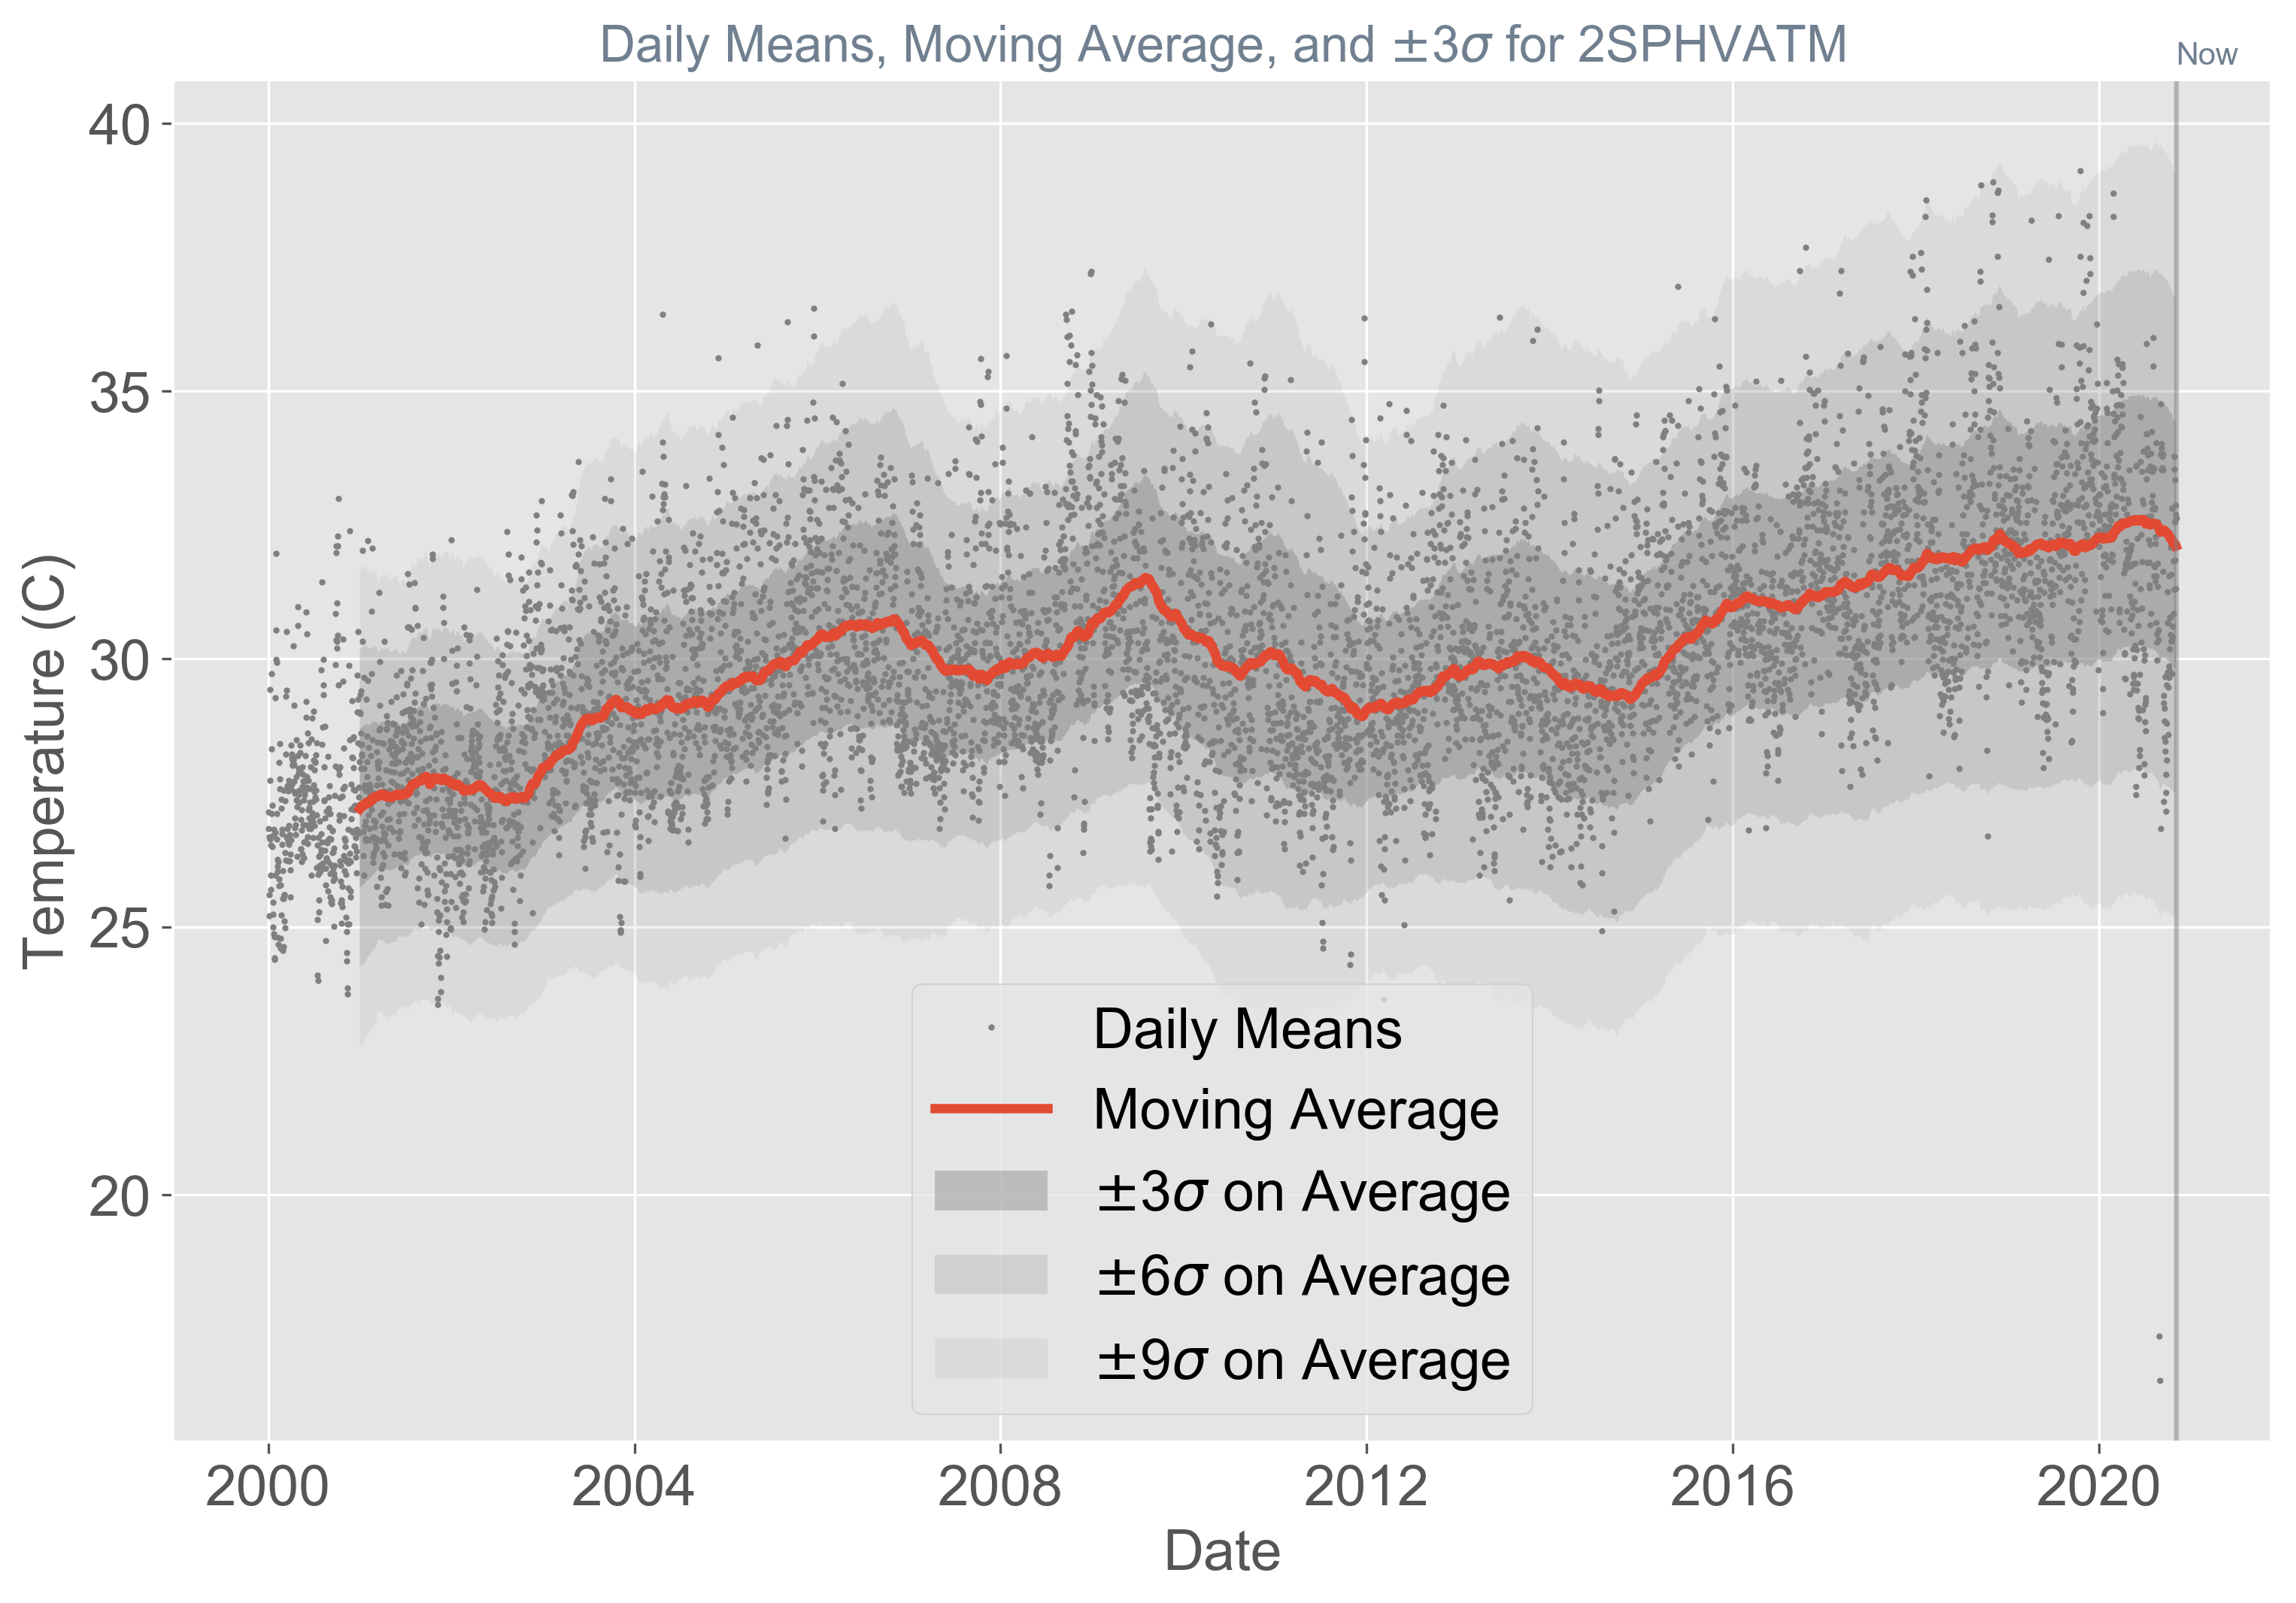 Daily Means, Moving Average, and ±3σ for 2SPHVATM
Now
40
35
30
25
20
Temperature (C)
Daily Means
Moving Average
±3σ on Average
±6σ on Average
±9σ on Average
2000 2004 2008 2012 2016 2020
Date